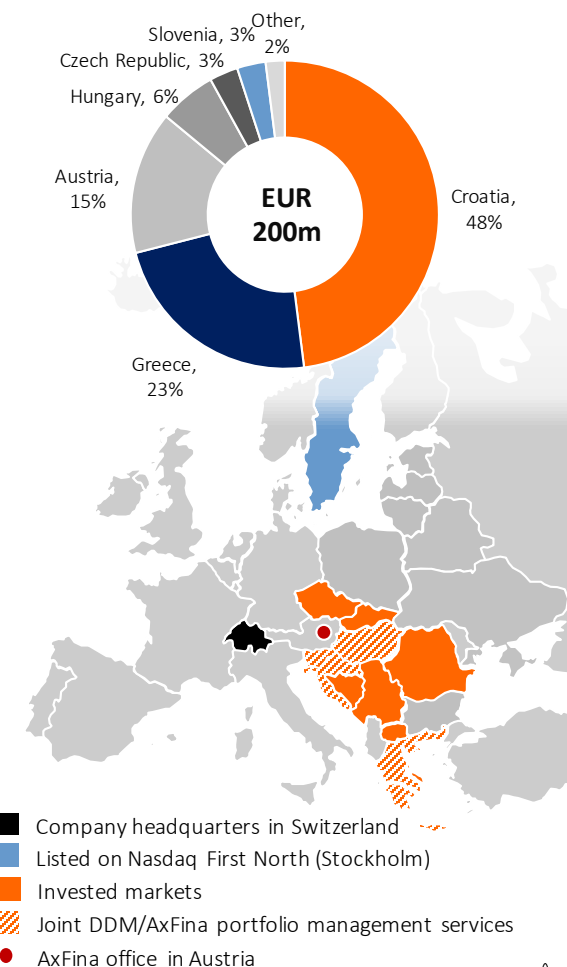 Slovenia, 3%
Other,
2%
Czech Republic, 3%
Hungary, 6%
Austria,
15%
EUR
200m
Croatia,
48%
Greece,
23%
Company headquarters in Switzerland
Listed on Nasdaq First North (Stockholm)
Invested markets
Joint DDM/AxFina portfolio management services
AxFina office in Austria